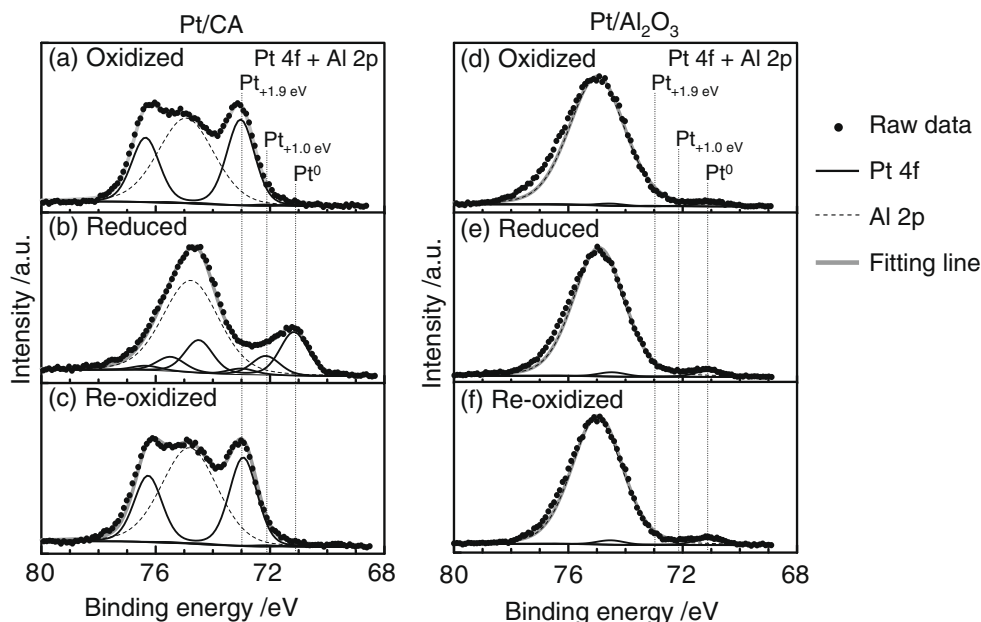 Pt/CA
Pt/Al₂O₃
(a) Oxidized
Pt 4f + Al 2p
Pt₊₁.₉ ₑV
Pt₊₁.₀ ₑV
Pt⁰
(b) Reduced
(c) Re-oxidized
Intensity /a.u.
80 76 72 68
Binding energy /eV
(d) Oxidized
Pt 4f + Al 2p
Pt₊₁.₉ ₑV
Pt₊₁.₀ ₑV
Pt⁰
(e) Reduced
(f) Re-oxidized
Intensity /a.u.
80 75 70
Binding energy /eV
Raw data
Pt 4f
Al 2p
Fitting line